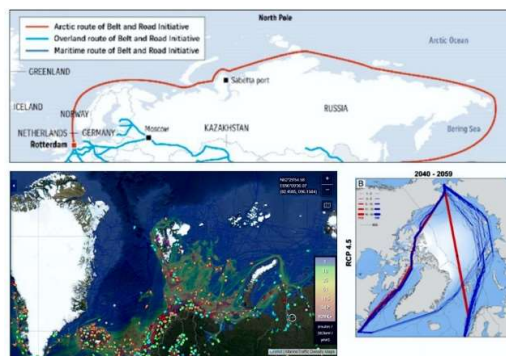 North Pole
Arctic route of Belt and Road Initiative
Overland route of Belt and Road Initiative
Maritime route of Belt and Road Initiative
Arctic Ocean
GREENLAND
Sabetta port
ICELAND
NORWAY
RUSSIA
NETHERLANDS
GERMANY
Moscow
KAZAKHSTAN
Bering Sea
Rotterdam
2040 - 2059
B
RCP 4.5